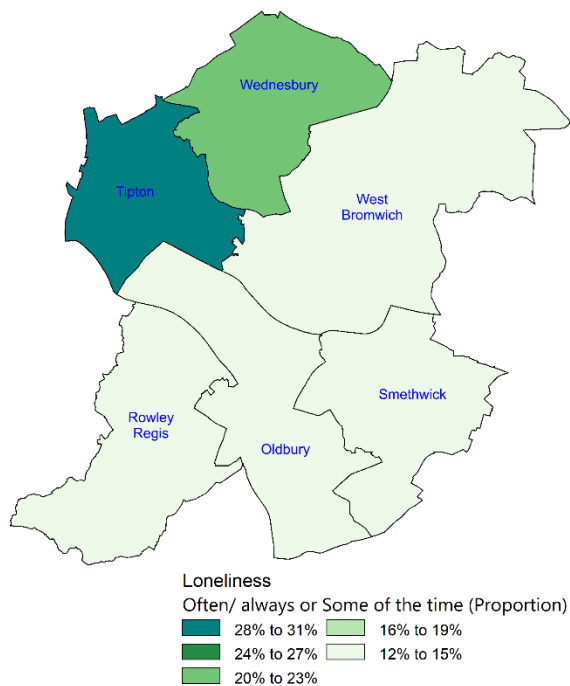 Wednesbury
Tipton
West
Bromwich
Smethwick
Rowley
Regis
Oldbury
Loneliness
Often/ always or Some of the time (Proportion)
28% to 31% 16% to 19%
24% to 27% 12% to 15%
20% to 23%